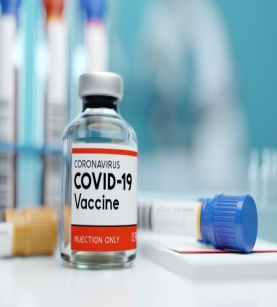 CORONAVIRUS
COVID-19
Vaccine
INJECTION ONLY